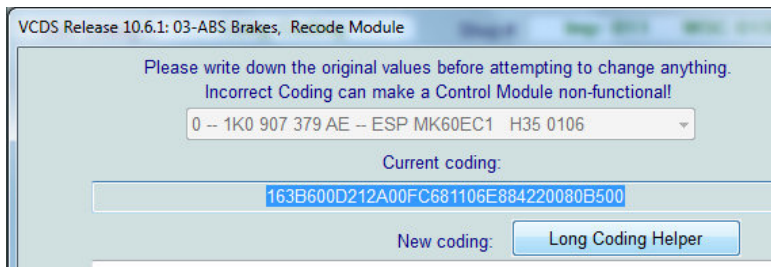 VCDS Release 10.6.1: 03-ABS Brakes, Recode Module
Please write down the original values before attempting to change anything.
Incorrect Coding can make a Control Module non-functional!
0 -- 1K0 907 379 AE -- ESP MK60EC1 H35 0106
Current coding:
163B600D212A00FC681106E884220080B500
New coding:
Long Coding Helper